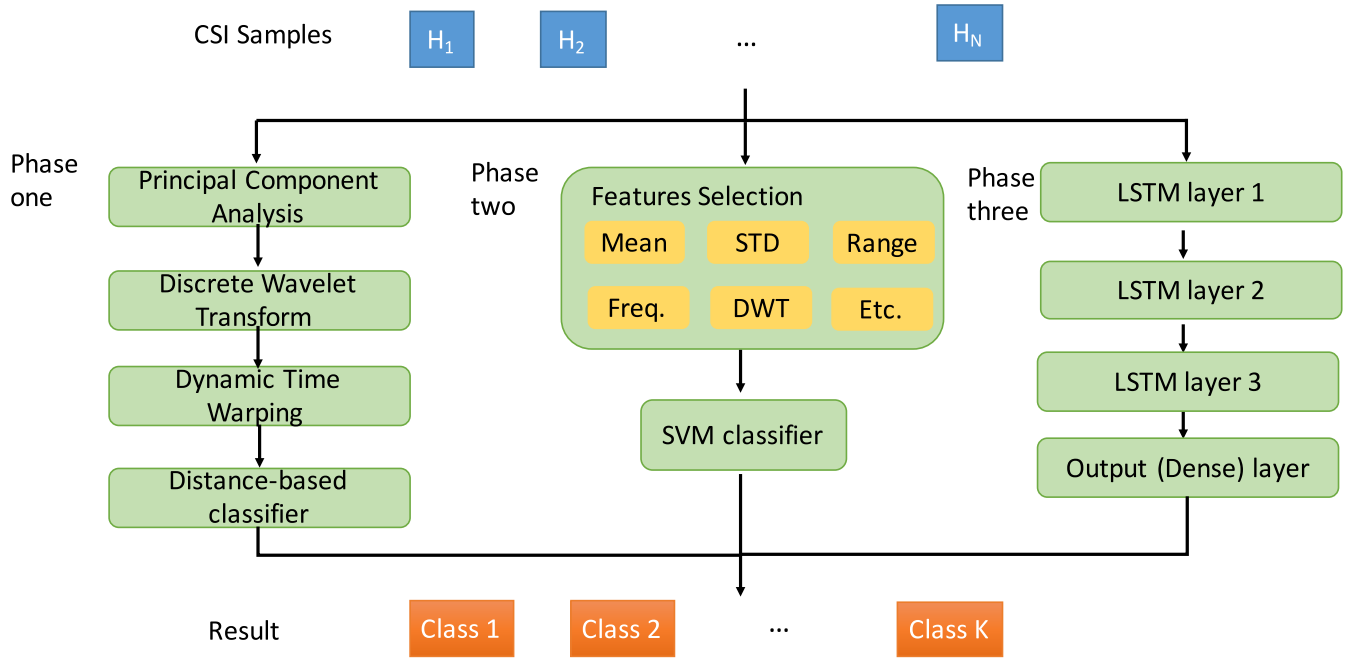 CSI Samples
H₁
H₂
...
H_N
Phase
one
Principal Component
Analysis
Discrete Wavelet
Transform
Dynamic Time
Warping
Distance-based
classifier
Phase
two
Features Selection
Mean
STD
Range
Freq.
DWT
Etc.
SVM classifier
Phase
three
LSTM layer 1
LSTM layer 2
LSTM layer 3
Output (Dense) layer
Result
Class 1
Class 2
...
Class K